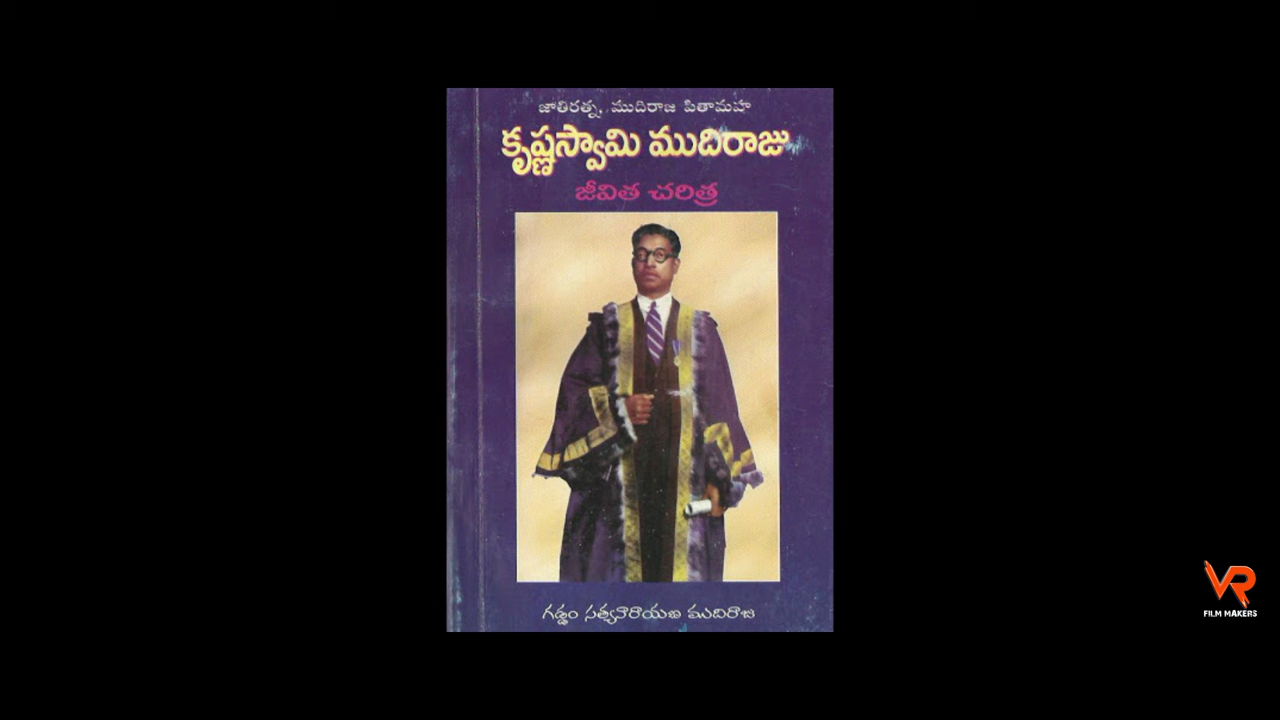 జాతిరత్న, ముదిరాజ పితామహ
కృష్ణస్వామి ముదిరాజు
జీవిత చరిత్ర
గడ్డం సత్యనారాయణ ముదిరాజు
VR
FILM MAKERS